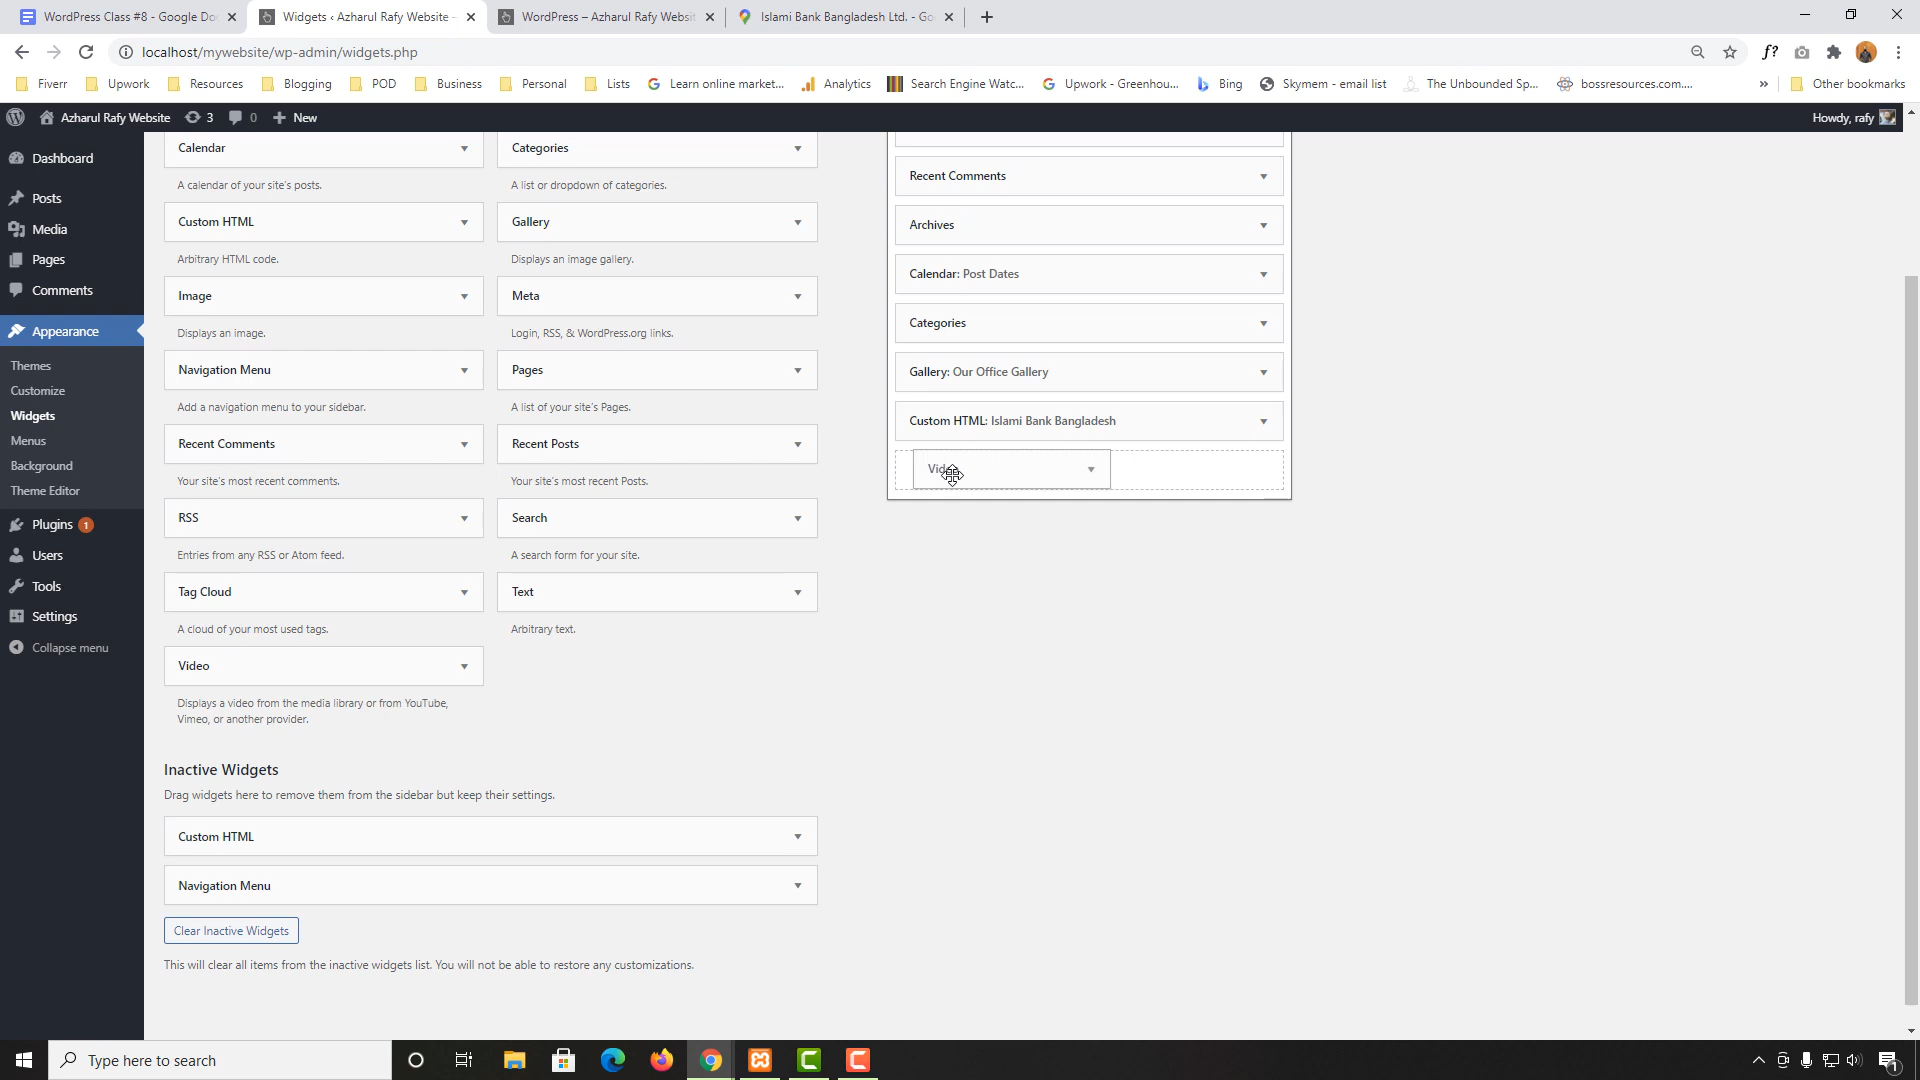 WordPress Class #8 - Google Do
Widgets ‹ Azharul Rafy Website –
WordPress – Azharul Rafy Websit
Islami Bank Bangladesh Ltd. - Go
localhost/mywebsite/wp-admin/widgets.php
Fiverr
Upwork
Resources
Blogging
POD
Business
Personal
Lists
Learn online market...
Analytics
Search Engine Watc...
Upwork - Greenhou...
Bing
Skymem - email list
The Unbounded Sp...
bossresources.com....
»
Other bookmarks
Azharul Rafy Website
3
0
New
Howdy, rafy
Dashboard
Posts
Media
Pages
Comments
Appearance
Themes
Customize
Widgets
Menus
Background
Theme Editor
Plugins 1
Users
Tools
Settings
Collapse menu
Calendar
A calendar of your site's posts.
Categories
A list or dropdown of categories.
Custom HTML
Arbitrary HTML code.
Gallery
Displays an image gallery.
Image
Displays an image.
Meta
Login, RSS, & WordPress.org links.
Navigation Menu
Add a navigation menu to your sidebar.
Pages
A list of your site's Pages.
Recent Comments
Your site's most recent comments.
Recent Posts
Your site's most recent Posts.
RSS
Entries from any RSS or Atom feed.
Search
A search form for your site.
Tag Cloud
A cloud of your most used tags.
Text
Arbitrary text.
Video
Displays a video from the media library or from YouTube,
Vimeo, or another provider.
Inactive Widgets
Drag widgets here to remove them from the sidebar but keep their settings.
Custom HTML
Navigation Menu
Clear Inactive Widgets
This will clear all items from the inactive widgets list. You will not be able to restore any customizations.
Recent Comments
Archives
Calendar: Post Dates
Categories
Gallery: Our Office Gallery
Custom HTML: Islami Bank Bangladesh
Video
Type here to search
1